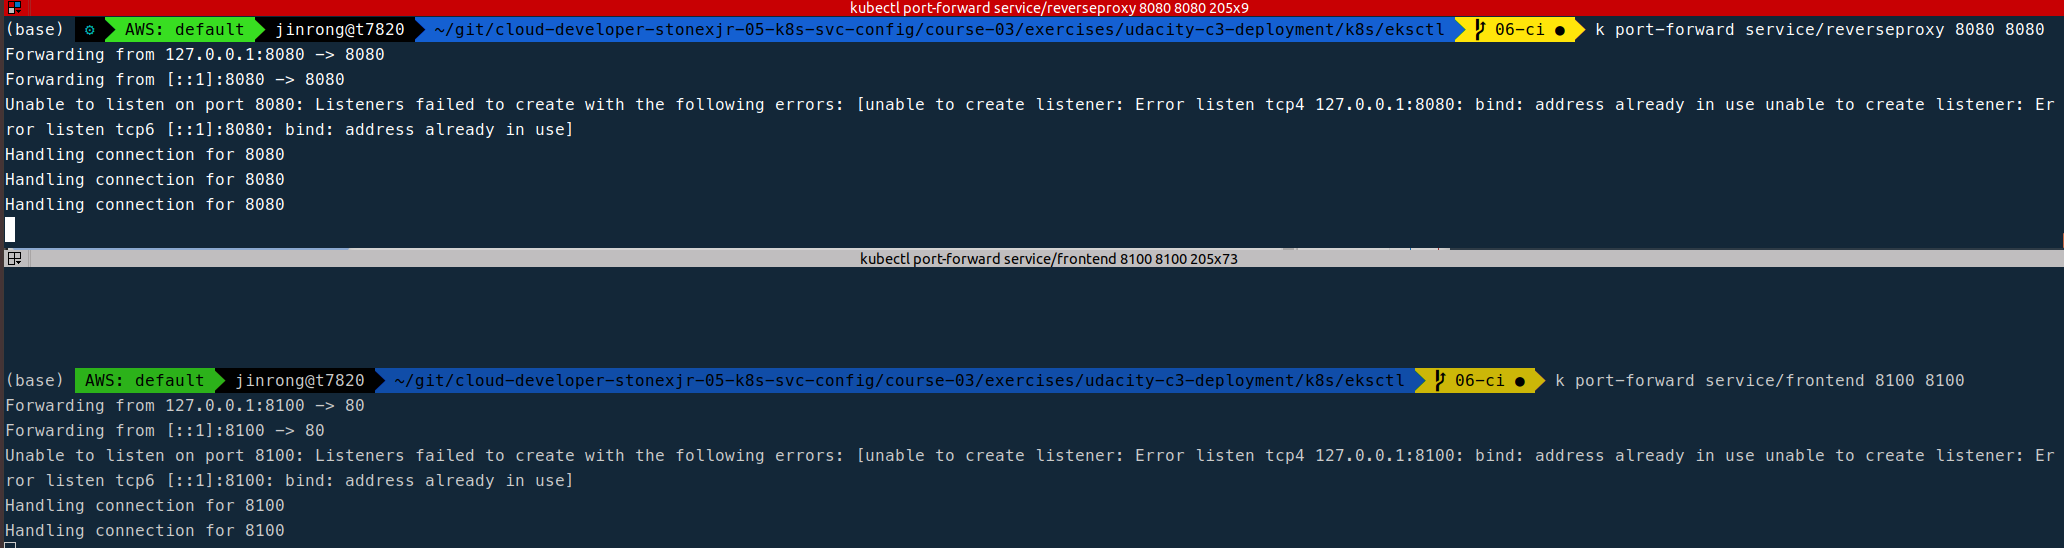 kubectl port-forward service/reverseproxy 8080 8080 205x9
(base) ⚙ AWS: default jinrong@t7820 ~/git/cloud-developer-stonexjr-05-k8s-svc-config/course-03/exercises/udacity-c3-deployment/k8s/eksctl 06-ci ● k port-forward service/reverseproxy 8080 8080
Forwarding from 127.0.0.1:8080 -> 8080
Forwarding from [::1]:8080 -> 8080
Unable to listen on port 8080: Listeners failed to create with the following errors: [unable to create listener: Error listen tcp4 127.0.0.1:8080: bind: address already in use unable to create listener: Er
ror listen tcp6 [::1]:8080: bind: address already in use]
Handling connection for 8080
Handling connection for 8080
Handling connection for 8080
kubectl port-forward service/frontend 8100 8100 205x73
(base) AWS: default jinrong@t7820 ~/git/cloud-developer-stonexjr-05-k8s-svc-config/course-03/exercises/udacity-c3-deployment/k8s/eksctl 06-ci ● k port-forward service/frontend 8100 8100
Forwarding from 127.0.0.1:8100 -> 80
Forwarding from [::1]:8100 -> 80
Unable to listen on port 8100: Listeners failed to create with the following errors: [unable to create listener: Error listen tcp4 127.0.0.1:8100: bind: address already in use unable to create listener: Er
ror listen tcp6 [::1]:8100: bind: address already in use]
Handling connection for 8100
Handling connection for 8100